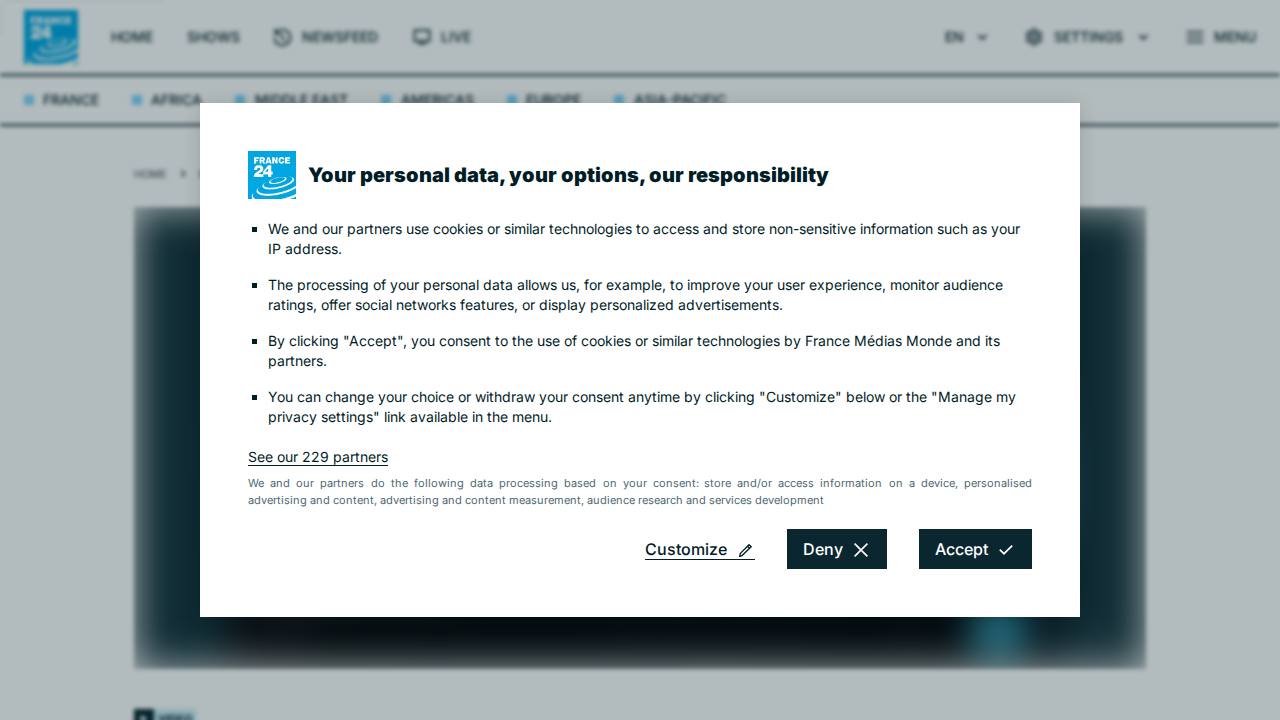 FRANCE
24
HOME
SHOWS
NEWSFEED
LIVE
EN
SETTINGS
MENU
FRANCE
AFRICA
MIDDLE EAST
AMERICAS
EUROPE
ASIA-PACIFIC
HOME
FRANCE
24
Your personal data, your options, our responsibility
We and our partners use cookies or similar technologies to access and store non-sensitive information such as your
IP address.
The processing of your personal data allows us, for example, to improve your user experience, monitor audience
ratings, offer social networks features, or display personalized advertisements.
By clicking "Accept", you consent to the use of cookies or similar technologies by France Médias Monde and its
partners.
You can change your choice or withdraw your consent anytime by clicking "Customize" below or the "Manage my
privacy settings" link available in the menu.
See our 229 partners
We and our partners do the following data processing based on your consent: store and/or access information on a device, personalised
advertising and content, advertising and content measurement, audience research and services development
Customize
Deny
Accept